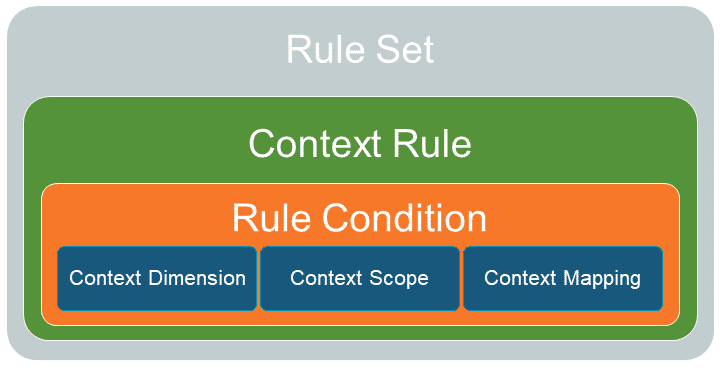 Rule Set
Context Rule
Rule Condition
Context Dimension
Context Scope
Context Mapping